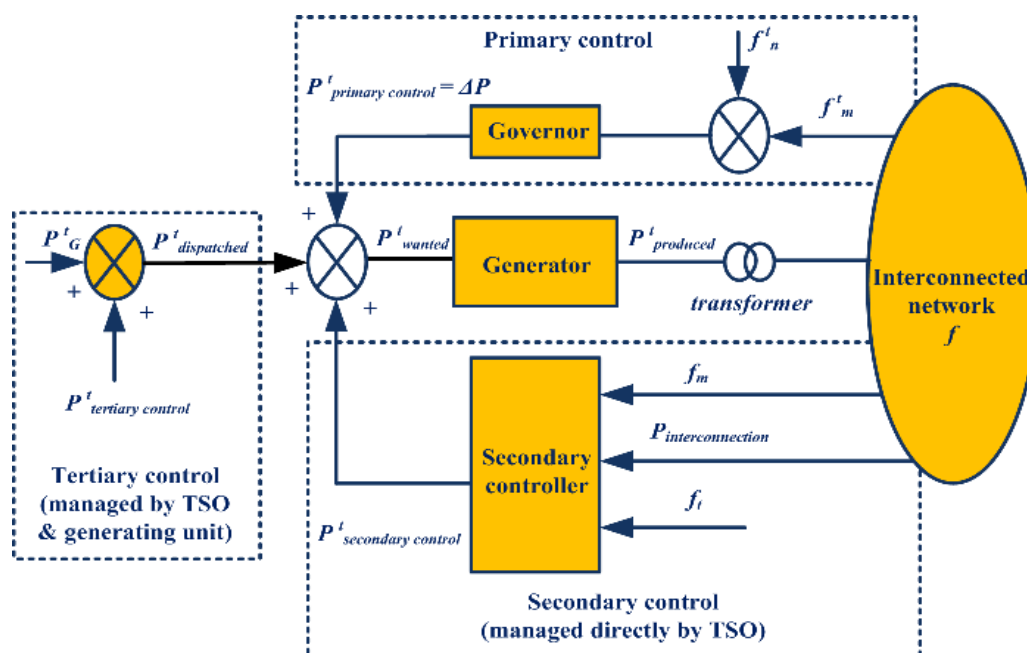 Primary control
f^t_n
P^t_primary control = ΔP
f^t_m
Governor
+
P^t_G
P^t_dispatched
P^t_wanted
P^t_produced
Generator
+
+
+
+
transformer
Interconnected
network
f
P^t_tertiary control
f_m
P_interconnection
Secondary
controller
f_t
P^t_secondary control
Tertiary control
(managed by TSO
& generating unit)
Secondary control
(managed directly by TSO)